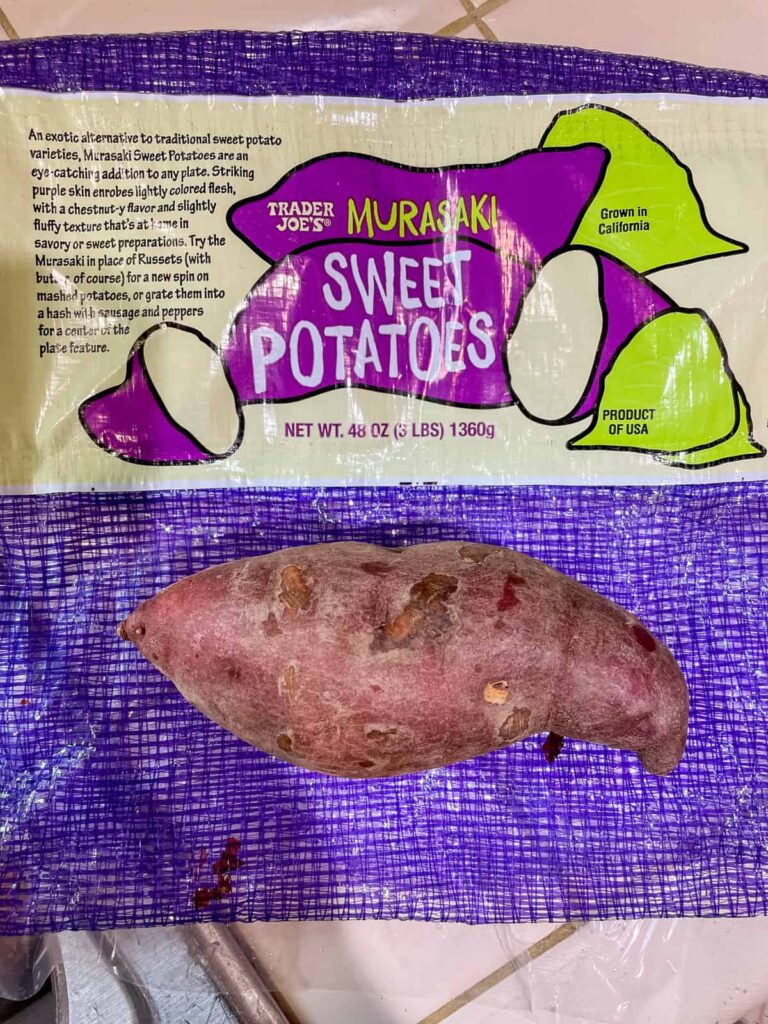 An exotic alternative to traditional sweet potato
varieties, Murasaki Sweet Potatoes are an
eye-catching addition to any plate. Striking
purple skin enrobes lightly colored flesh,
with a chestnut-y flavor and slightly
fluffy texture that's at home in
savory or sweet preparations. Try the
Murasaki in place of Russets (with
butter, of course) for a new spin on
mashed potatoes, or grate them into
a hash with sausage and peppers
for a center of the
plate feature.
TRADER
JOE'S®
MURASAKI
SWEET
POTATOES
NET WT. 48 OZ (3 LBS) 1360g
Grown in
California
PRODUCT
OF USA